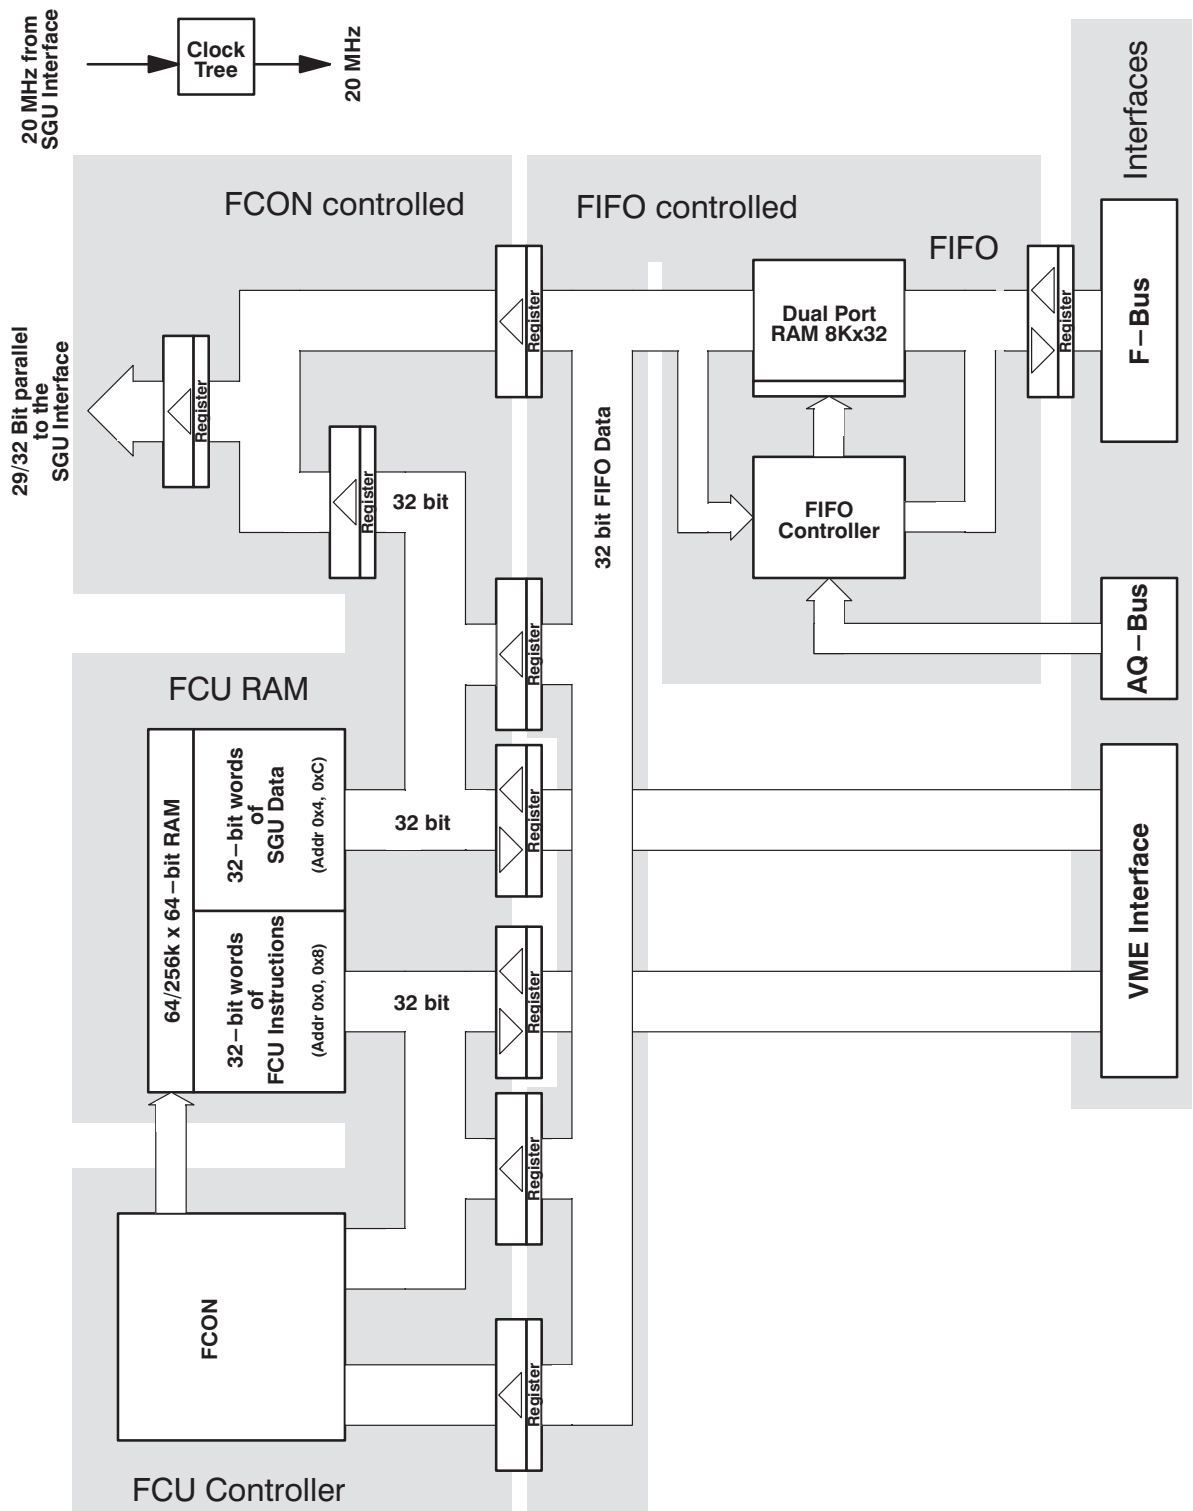 20 MHz from
SGU Interface
Clock
Tree
20 MHz
Interfaces
FCON controlled
FIFO controlled
FIFO
Register
Register
F–Bus
Dual Port
RAM 8Kx32
29/32 Bit parallel
to the
SGU Interface
Register
Register
32 bit
32 bit FIFO Data
FIFO
Controller
AQ–Bus
Register
FCU RAM
64/256k x 64–bit RAM
32–bit words
of
SGU Data
(Addr 0x4, 0xC)
32 bit
Register
VME Interface
32–bit words
of
FCU Instructions
(Addr 0x0, 0x8)
32 bit
Register
Register
FCON
Register
FCU Controller